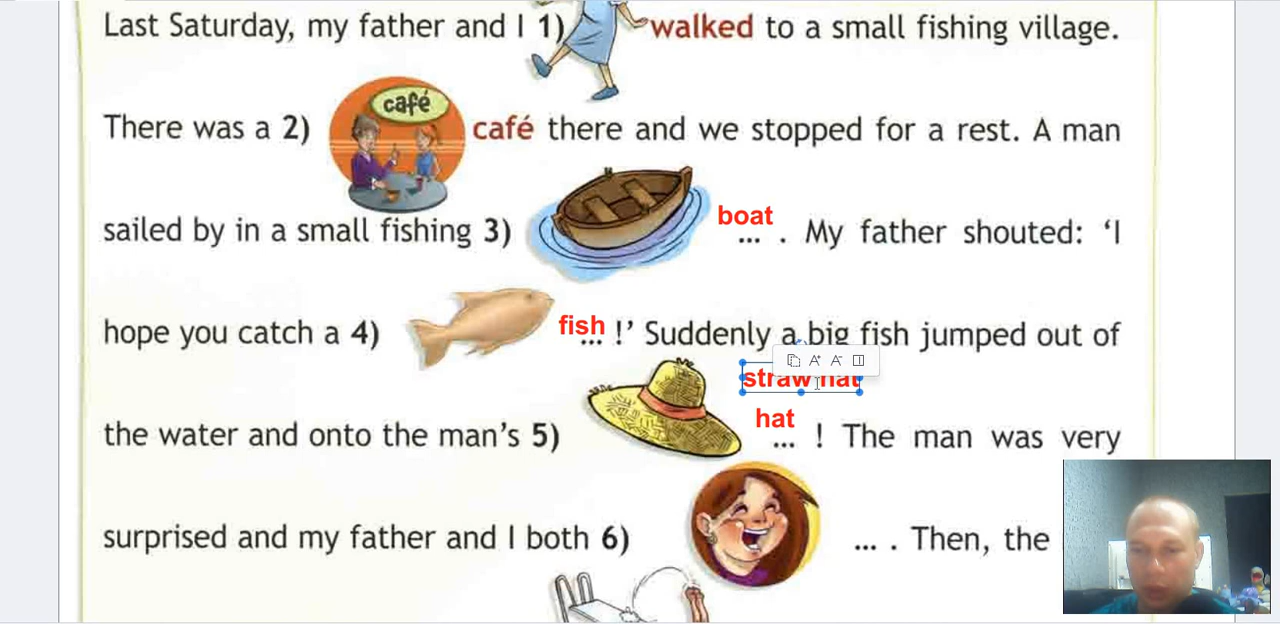 Last Saturday, my father and I 1) walked to a small fishing village.
café
There was a 2) café there and we stopped for a rest. A man
boat
sailed by in a small fishing 3) ... . My father shouted: ‘I
fish
hope you catch a 4) ... !’ Suddenly a big fish jumped out of
straw hat
hat
the water and onto the man’s 5) ... ! The man was very
surprised and my father and I both 6) ... . Then, the